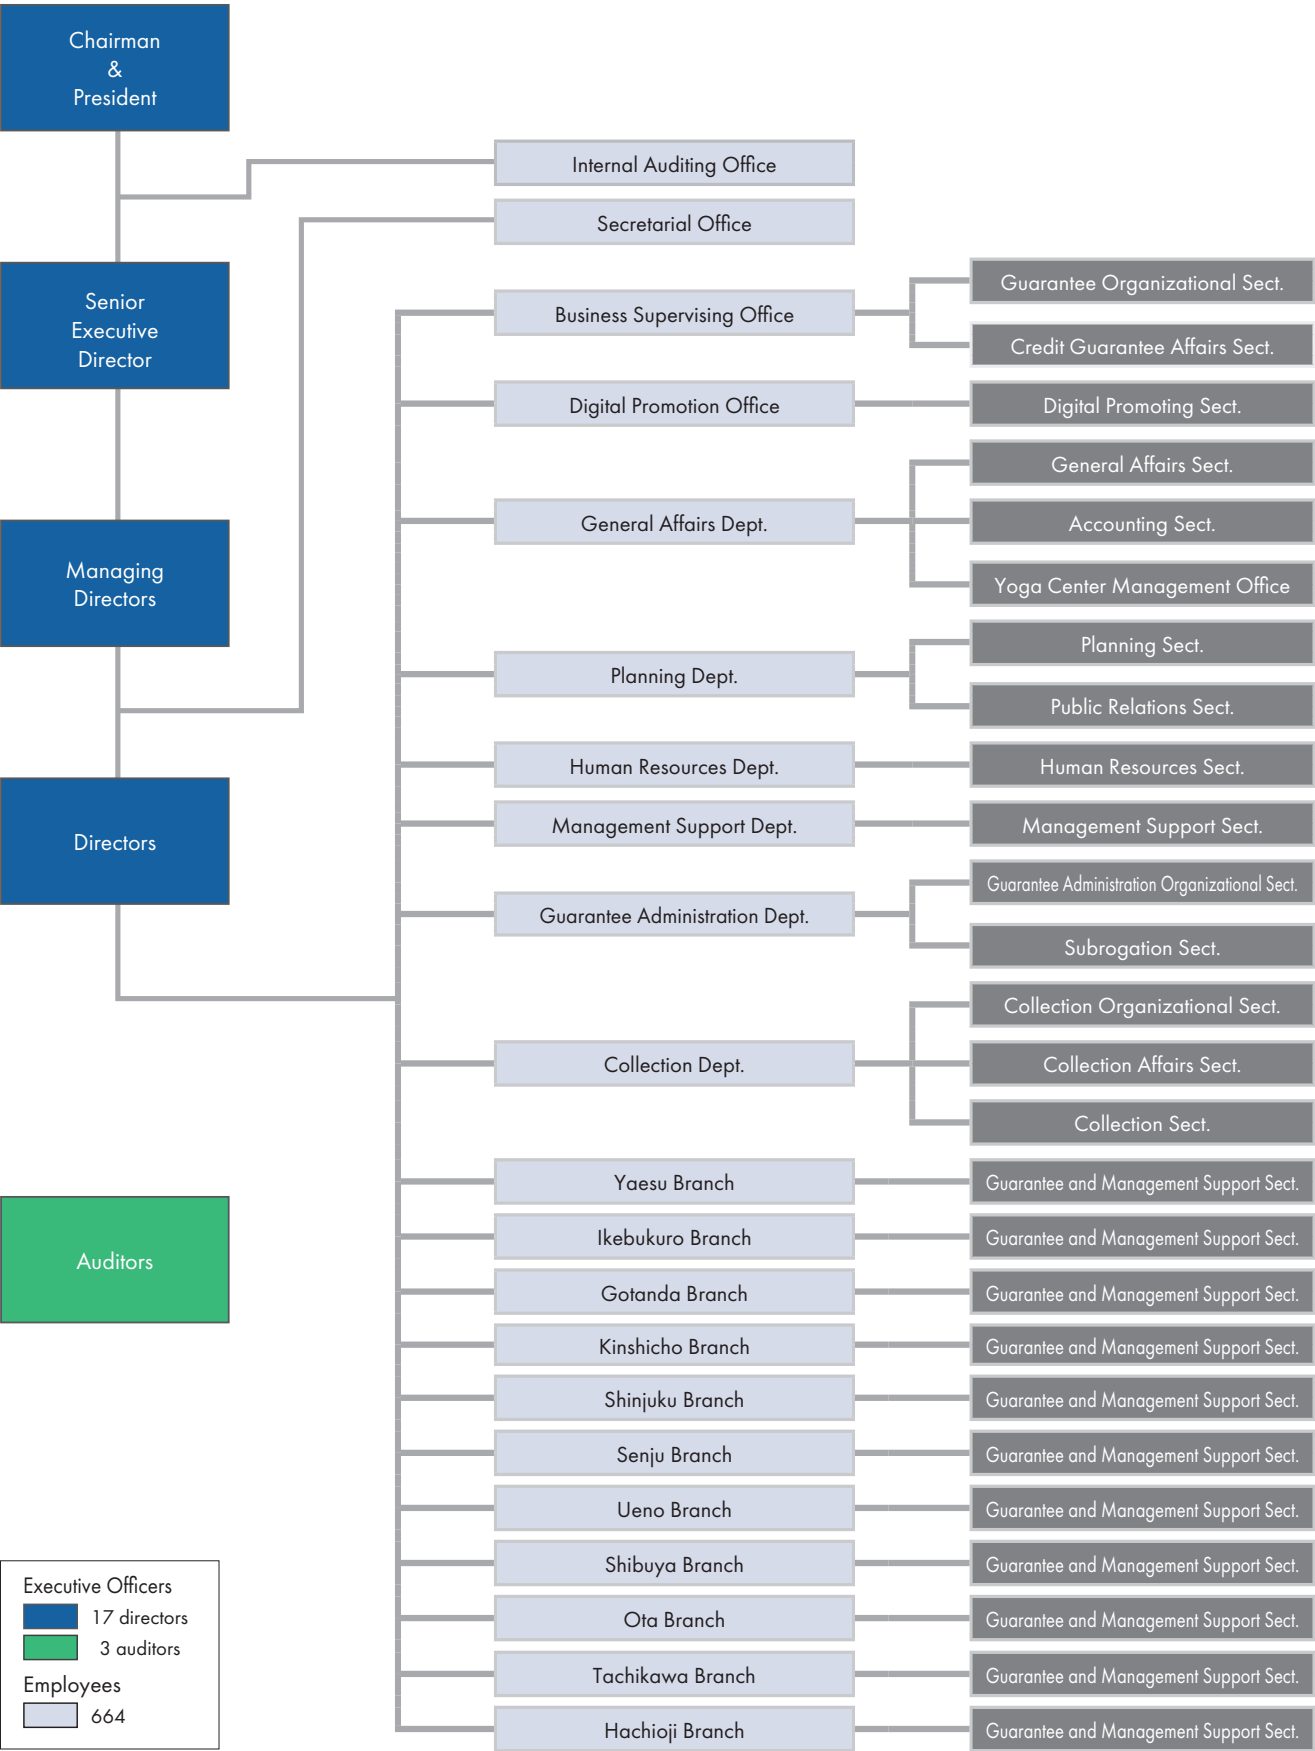 Chairman
&
President
Internal Auditing Office
Secretarial Office
Senior
Executive
Director
Business Supervising Office
Guarantee Organizational Sect.
Credit Guarantee Affairs Sect.
Digital Promotion Office
Digital Promoting Sect.
General Affairs Dept.
General Affairs Sect.
Accounting Sect.
Yoga Center Management Office
Managing
Directors
Planning Dept.
Planning Sect.
Public Relations Sect.
Human Resources Dept.
Human Resources Sect.
Management Support Dept.
Management Support Sect.
Directors
Guarantee Administration Dept.
Guarantee Administration Organizational Sect.
Subrogation Sect.
Collection Dept.
Collection Organizational Sect.
Collection Affairs Sect.
Collection Sect.
Yaesu Branch
Guarantee and Management Support Sect.
Auditors
Ikebukuro Branch
Guarantee and Management Support Sect.
Gotanda Branch
Guarantee and Management Support Sect.
Kinshicho Branch
Guarantee and Management Support Sect.
Shinjuku Branch
Guarantee and Management Support Sect.
Senju Branch
Guarantee and Management Support Sect.
Ueno Branch
Guarantee and Management Support Sect.
Shibuya Branch
Guarantee and Management Support Sect.
Ota Branch
Guarantee and Management Support Sect.
Tachikawa Branch
Guarantee and Management Support Sect.
Hachioji Branch
Guarantee and Management Support Sect.
Executive Officers
17 directors
3 auditors
Employees
664